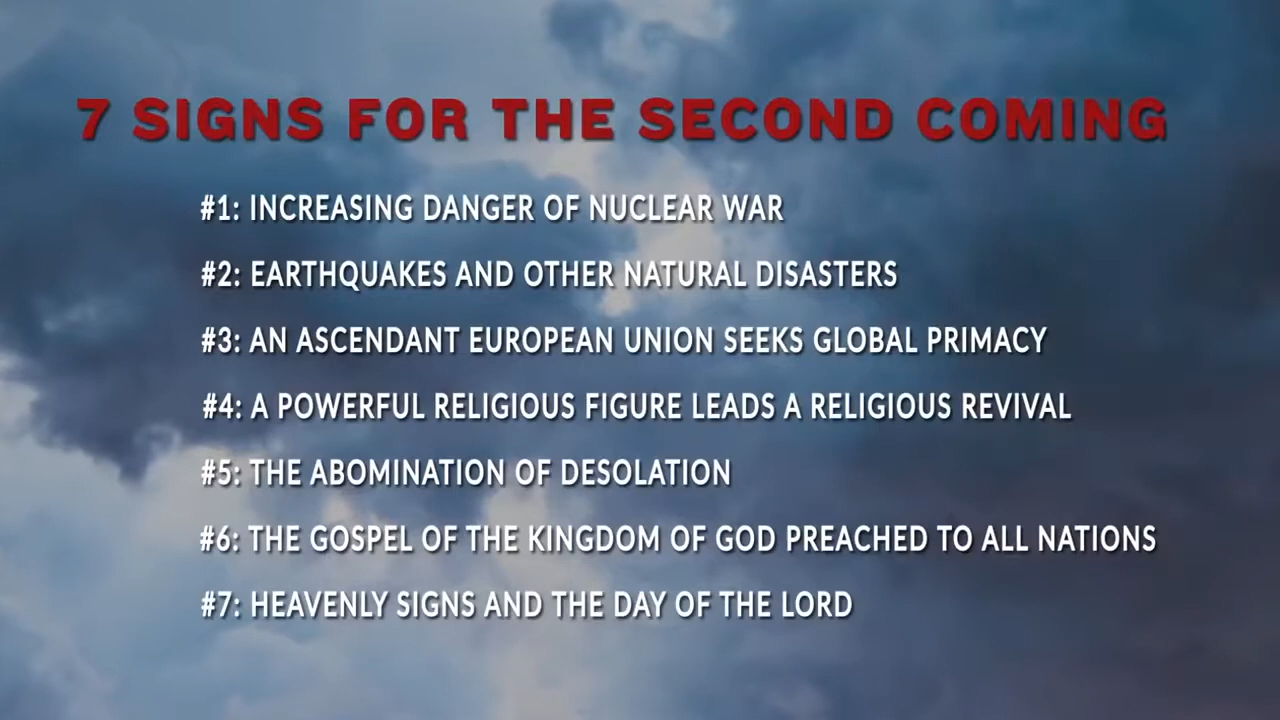 7 SIGNS FOR THE SECOND COMING
#1: INCREASING DANGER OF NUCLEAR WAR
#2: EARTHQUAKES AND OTHER NATURAL DISASTERS
#3: AN ASCENDANT EUROPEAN UNION SEEKS GLOBAL PRIMACY
#4: A POWERFUL RELIGIOUS FIGURE LEADS A RELIGIOUS REVIVAL
#5: THE ABOMINATION OF DESOLATION
#6: THE GOSPEL OF THE KINGDOM OF GOD PREACHED TO ALL NATIONS
#7: HEAVENLY SIGNS AND THE DAY OF THE LORD